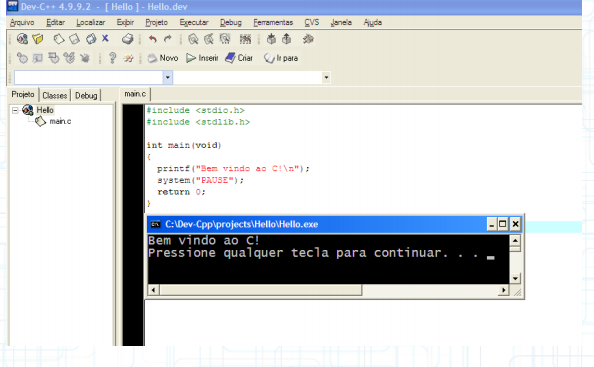 Dev-C++ 4.9.9.2 - [ Hello ] - Hello.dev
Arquivo Editar Localizar Exibir Projeto Executar Debug Ferramentas CVS Janela Ajuda
Novo Inserir Criar Ir para
Projeto Classes Debug main.c
Hello
main.c
#include <stdio.h>
#include <stdlib.h>
int main(void)
{
printf("Bem vindo ao C!\n");
system("PAUSE");
return 0;
}
C:\Dev-Cpp\projects\Hello\Hello.exe
Bem vindo ao C!
Pressione qualquer tecla para continuar. . . _